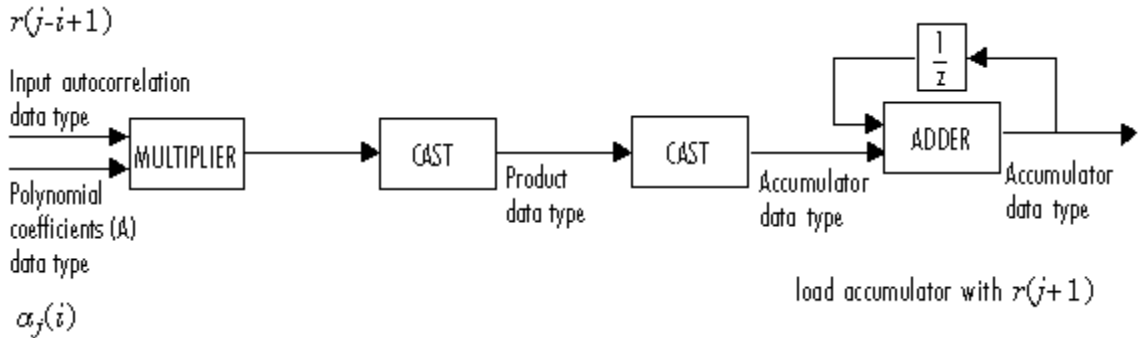 r(j-i+1)
Input autocorrelation
data type
MULTIPLIER
Polynomial
coefficients (A)
data type
αj(i)
CAST
Product
data type
CAST
Accumulator
data type
1
z
ADDER
Accumulator
data type
load accumulator with r(j+1)